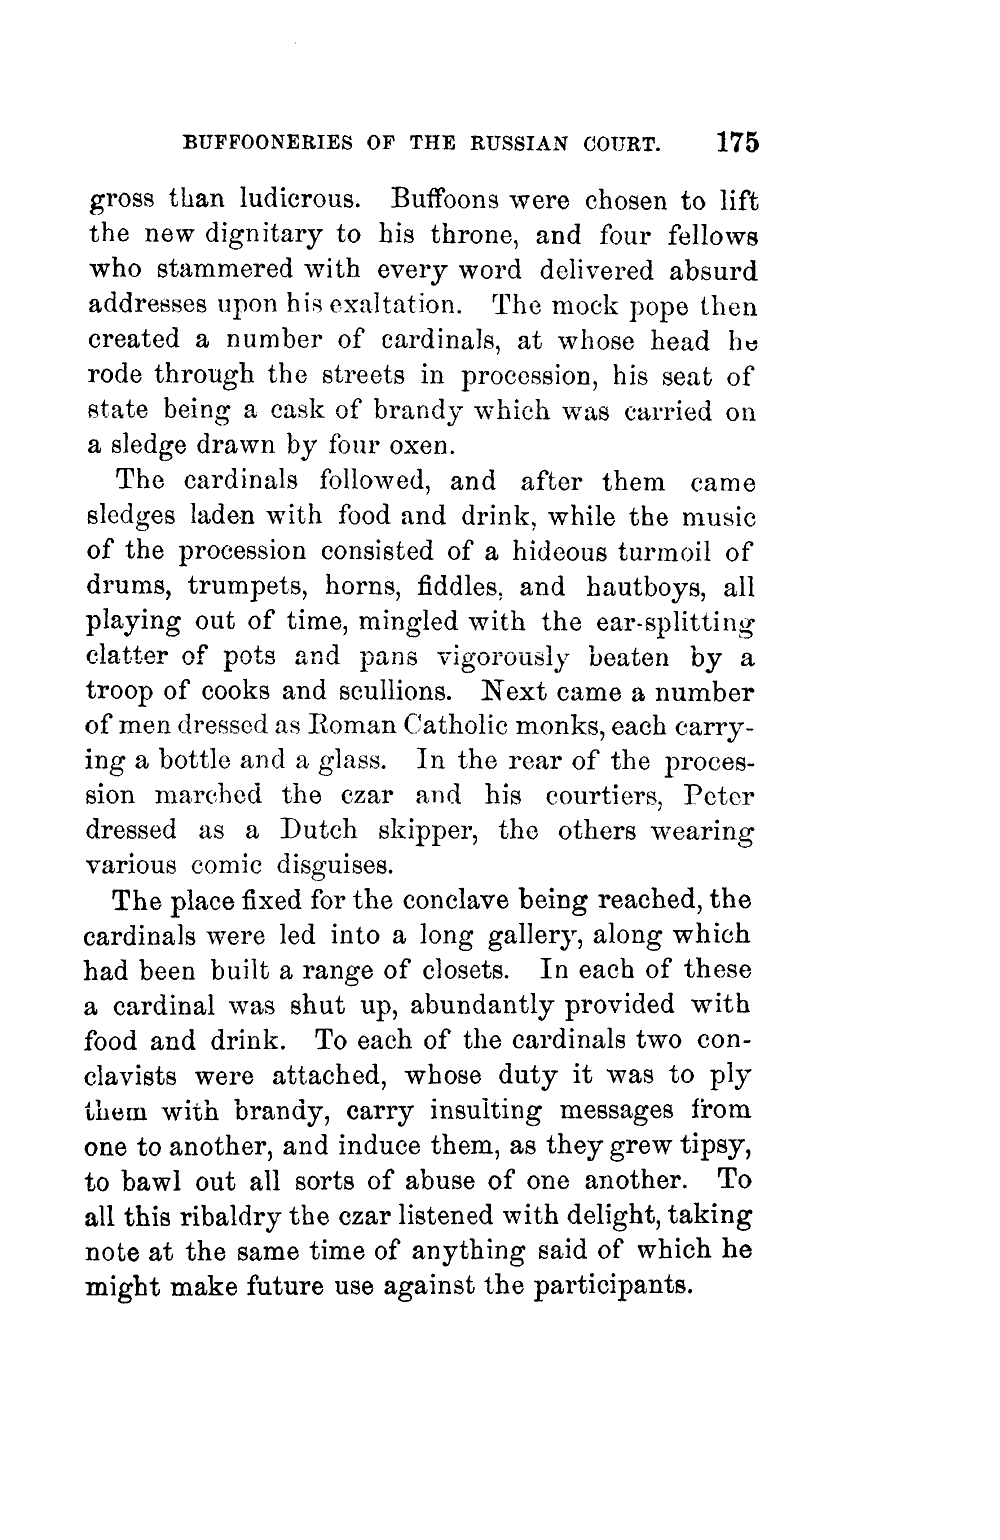 BUFFOONERIES OF THE RUSSIAN COURT. 175
gross than ludicrous. Buffoons were chosen to lift
the new dignitary to his throne, and four fellows
who stammered with every word delivered absurd
addresses upon his exaltation. The mock pope then
created a number of cardinals, at whose head he
rode through the streets in procession, his seat of
state being a cask of brandy which was carried on
a sledge drawn by four oxen.
The cardinals followed, and after them came
sledges laden with food and drink, while the music
of the procession consisted of a hideous turmoil of
drums, trumpets, horns, fiddles, and hautboys, all
playing out of time, mingled with the ear-splitting
clatter of pots and pans vigorously beaten by a
troop of cooks and scullions. Next came a number
of men dressed as Roman Catholic monks, each carry-
ing a bottle and a glass. In the rear of the proces-
sion marched the czar and his courtiers, Peter
dressed as a Dutch skipper, the others wearing
various comic disguises.
The place fixed for the conclave being reached, the
cardinals were led into a long gallery, along which
had been built a range of closets. In each of these
a cardinal was shut up, abundantly provided with
food and drink. To each of the cardinals two con-
clavists were attached, whose duty it was to ply
them with brandy, carry insulting messages from
one to another, and induce them, as they grew tipsy,
to bawl out all sorts of abuse of one another. To
all this ribaldry the czar listened with delight, taking
note at the same time of anything said of which he
might make future use against the participants.